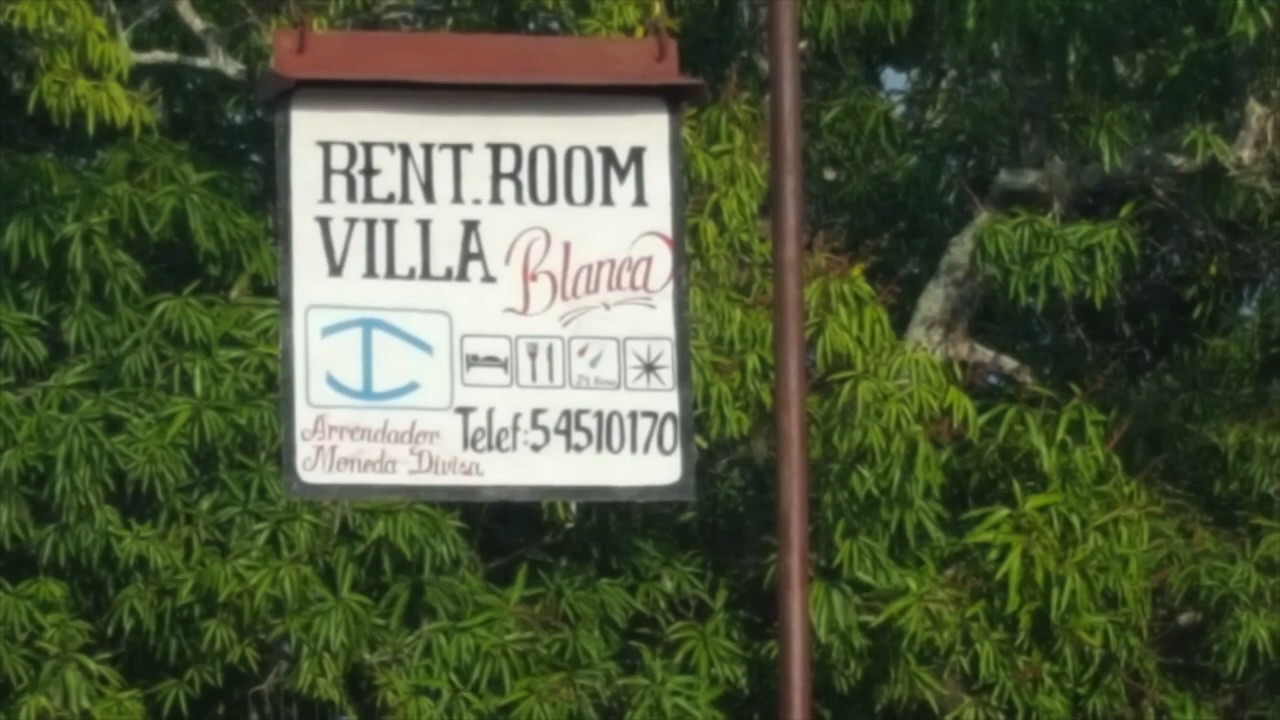 RENT.ROOM
VILLA Blanca
Arrendador
Moneda Divisa
Telef:54510170